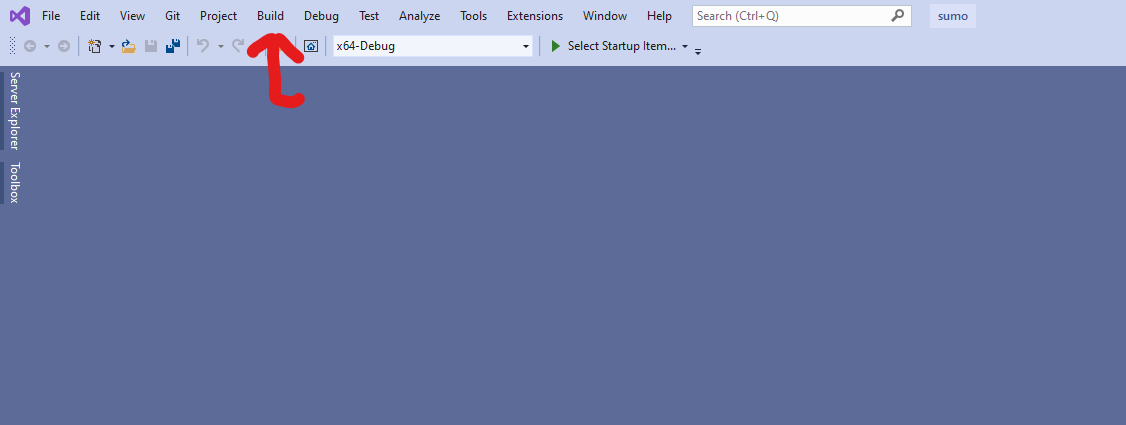 File Edit View Git Project Build Debug Test Analyze Tools Extensions Window Help Search (Ctrl+Q) sumo
x64-Debug Select Startup Item...
Server Explorer
Toolbox